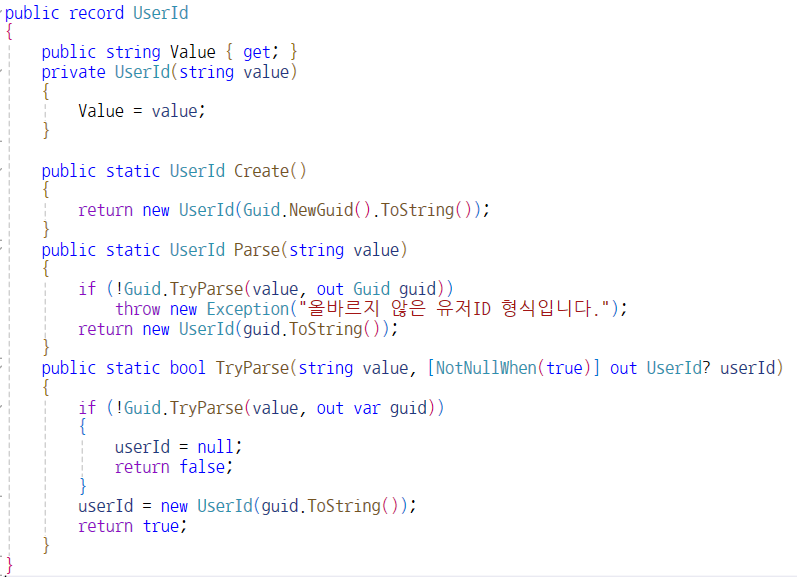 public record UserId
{
    public string Value { get; }
    private UserId(string value)
    {
        Value = value;
    }

    public static UserId Create()
    {
        return new UserId(Guid.NewGuid().ToString());
    }
    public static UserId Parse(string value)
    {
        if (!Guid.TryParse(value, out Guid guid))
            throw new Exception("올바르지 않은 유저ID 형식입니다.");
        return new UserId(guid.ToString());
    }
    public static bool TryParse(string value, [NotNullWhen(true)] out UserId? userId)
    {
        if (!Guid.TryParse(value, out var guid))
        {
            userId = null;
            return false;
        }
        userId = new UserId(guid.ToString());
        return true;
    }
}